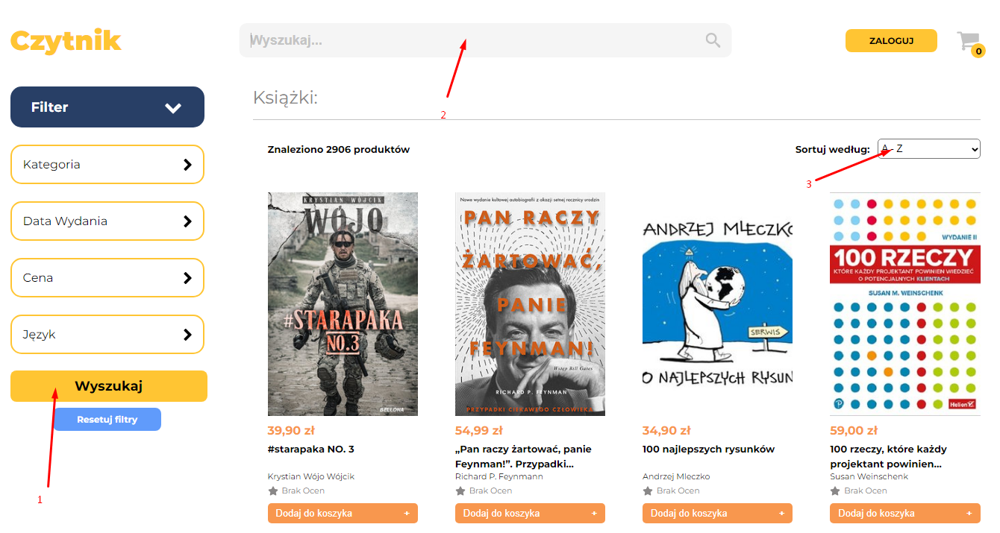 Czytnik
Wyszukaj...
ZALOGUJ
0
Filter
Kategoria
Data Wydania
Cena
Język
Wyszukaj
Resetuj filtry
1
2
Książki:
Znaleziono 2906 produktów
Sortuj według:
A - Z
3
KRYSTIAN WÓJCIK
WÓJO
#STARAPAKA
NO.3
BELLONA
39,90 zł
#starapaka NO. 3
Krystian Wójo Wójcik
Brak Ocen
Dodaj do koszyka +
Nowe wydanie kultowej autobiografii z okazji setnej rocznicy urodzin
PAN RACZY
ŻARTOWAĆ,
PANIE
FEYNMAN!
Wstęp Bill Gates
RICHARD P. FEYNMAN
PRZYPADKI CIEKAWEGO CZŁOWIEKA
54,99 zł
„Pan raczy żartować, panie
Feynman!”. Przypadki...
Richard P. Feynmann
Brak Ocen
Dodaj do koszyka +
ANDRZEJ MLECZKO
SERWIS
O NAJLEPSZYCH RYSUN
34,90 zł
100 najlepszych rysunków
Andrzej Mleczko
Brak Ocen
Dodaj do koszyka +
WYDANIE II
100 RZECZY
KTÓRE KAŻDY PROJEKTANT POWINIEN WIEDZIEĆ
O POTENCJALNYCH KLIENTACH
SUSAN M. WEINSCHENK
P
Helion
59,00 zł
100 rzeczy, które każdy
projektant powinien...
Susan Weinschenk
Brak Ocen
Dodaj do koszyka +